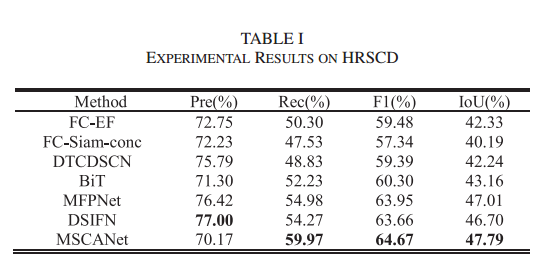 TABLE I
EXPERIMENTAL RESULTS ON HRSCD
Method Pre(%) Rec(%) F1(%) IoU(%)
FC-EF 72.75 50.30 59.48 42.33
FC-Siam-conc 72.23 47.53 57.34 40.19
DTCDSCN 75.79 48.83 59.39 42.24
BiT 71.30 52.23 60.30 43.16
MFPNet 76.42 54.98 63.95 47.01
DSIFN 77.00 54.27 63.66 46.70
MSCANet 70.17 59.97 64.67 47.79